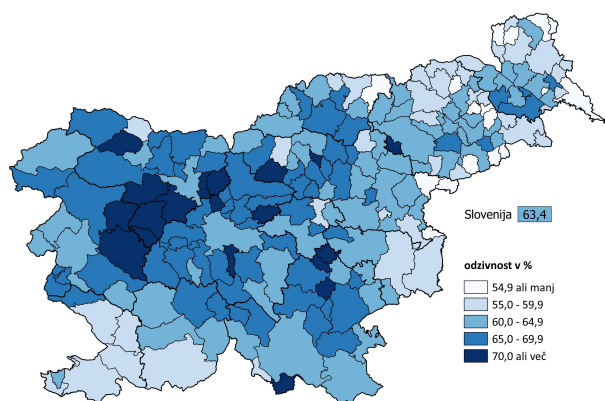 Slovenija 63,4
odzivnost v %
54,9 ali manj
55,0 - 59,9
60,0 - 64,9
65,0 - 69,9
70,0 ali več